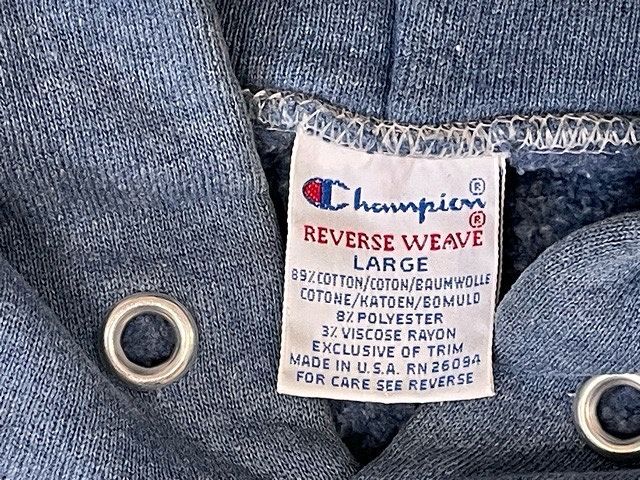 Champion ®
REVERSE WEAVE ®
LARGE
89% COTTON/COTON/BAUMWOLLE
COTONE/KATOEN/BOMULD
8% POLYESTER
3% VISCOSE RAYON
EXCLUSIVE OF TRIM
MADE IN U.S.A. RN 26094
FOR CARE SEE REVERSE